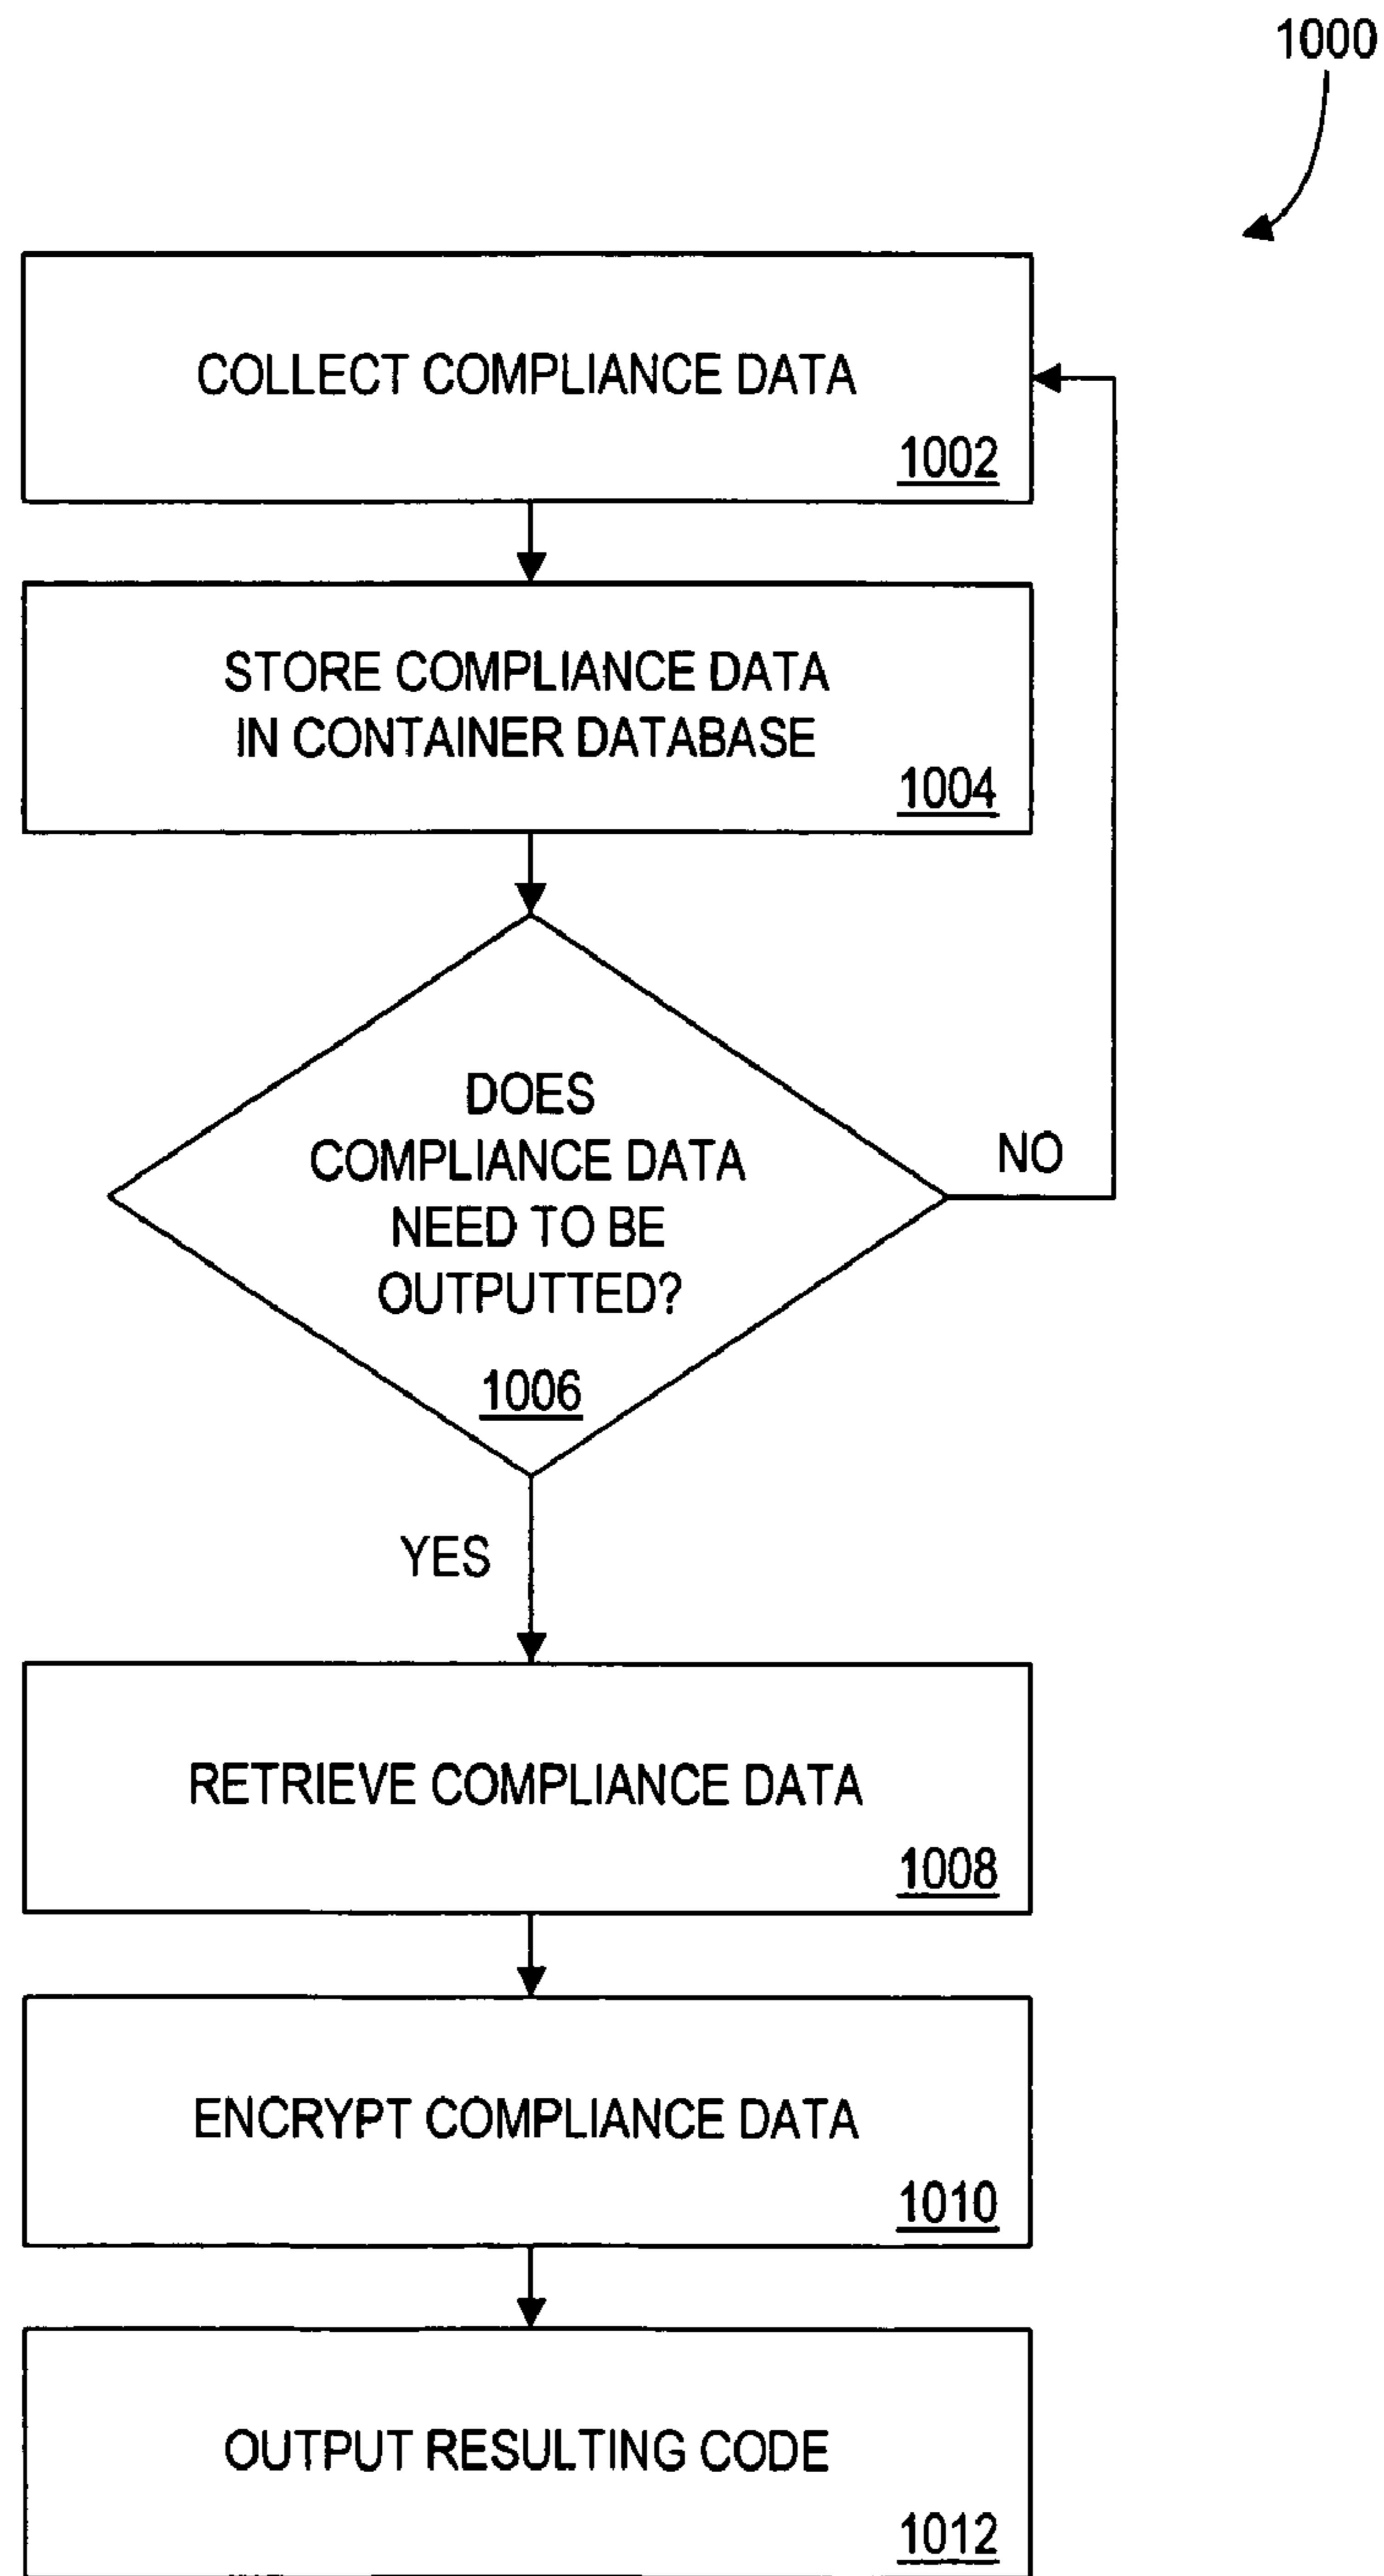 1000
COLLECT COMPLIANCE DATA
1002
STORE COMPLIANCE DATA
IN CONTAINER DATABASE
1004
DOES
COMPLIANCE DATA
NEED TO BE
OUTPUTTED?
1006
NO
YES
RETRIEVE COMPLIANCE DATA
1008
ENCRYPT COMPLIANCE DATA
1010
OUTPUT RESULTING CODE
1012